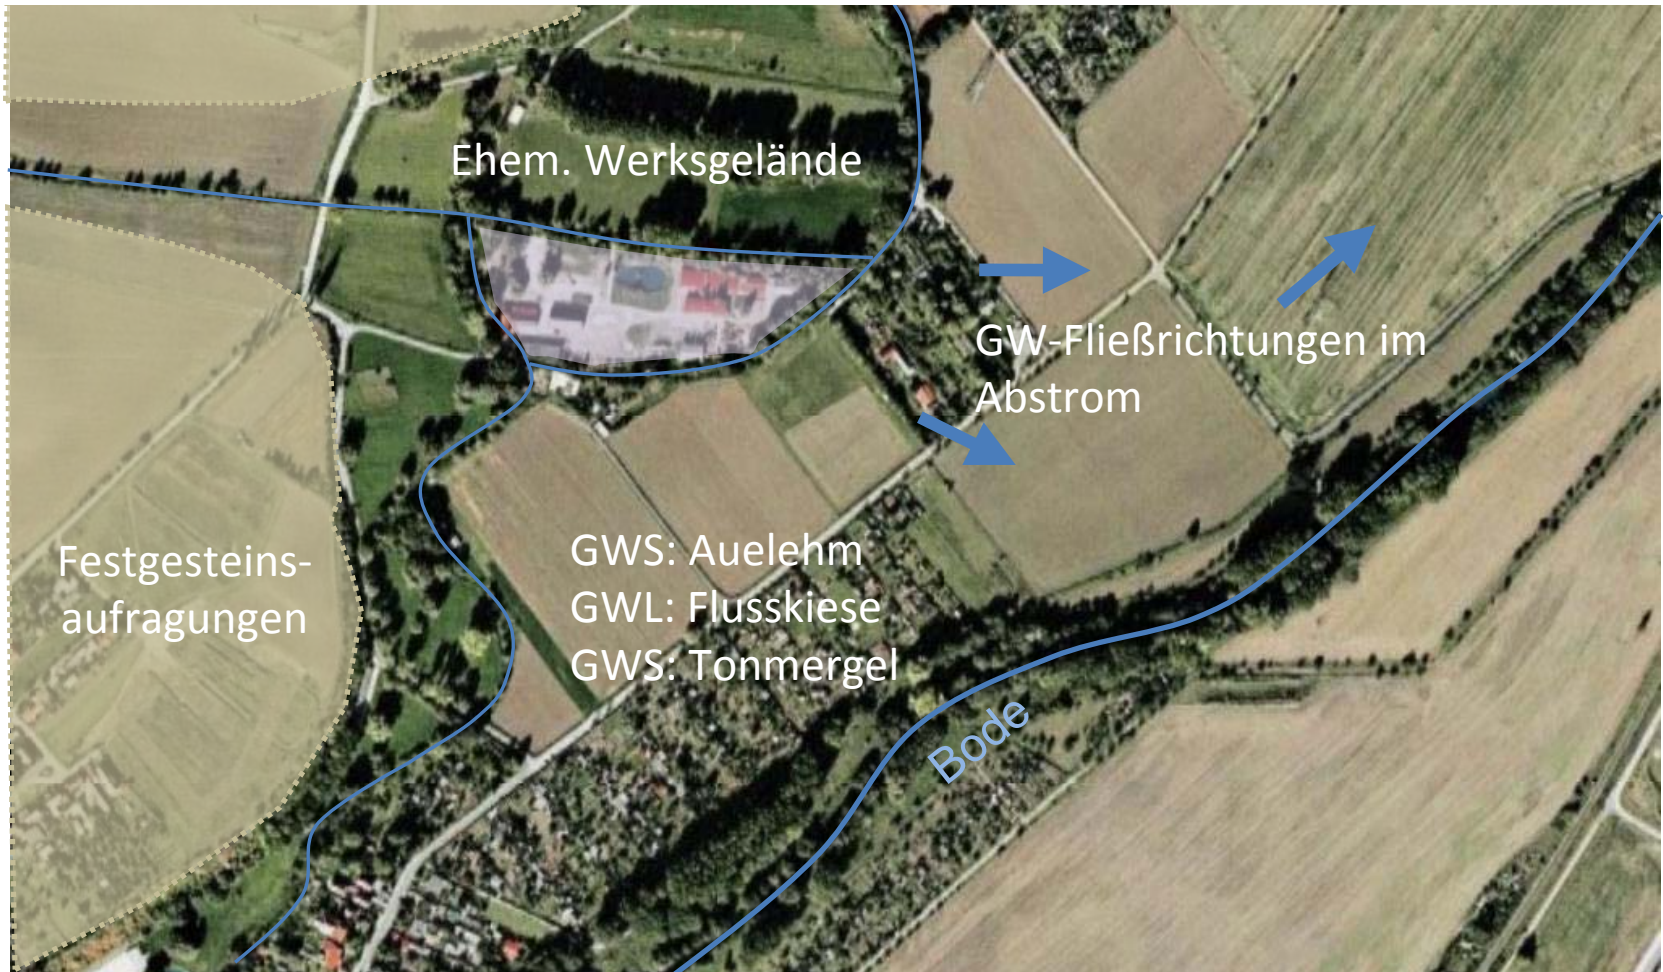 Ehem. Werksgelände
GW-Fließrichtungen im
Abstrom
Festgesteins-
aufragungen
GWS: Auelehm
GWL: Flusskiese
GWS: Tonmergel
Bode